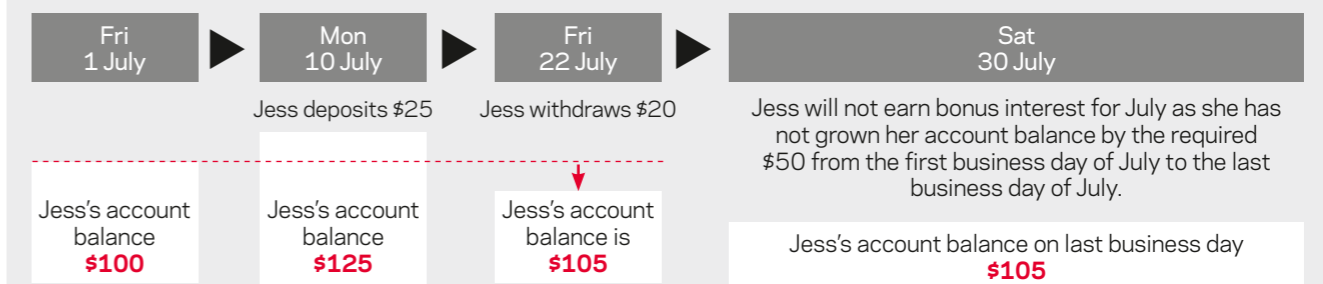 Fri
1 July
Mon
10 July
Fri
22 July
Sat
30 July
Jess deposits $25
Jess withdraws $20
Jess will not earn bonus interest for July as she has
not grown her account balance by the required
$50 from the first business day of July to the last
business day of July.
Jess's account
balance
$100
Jess's account
balance
$125
Jess's account
balance is
$105
Jess's account balance on last business day
$105